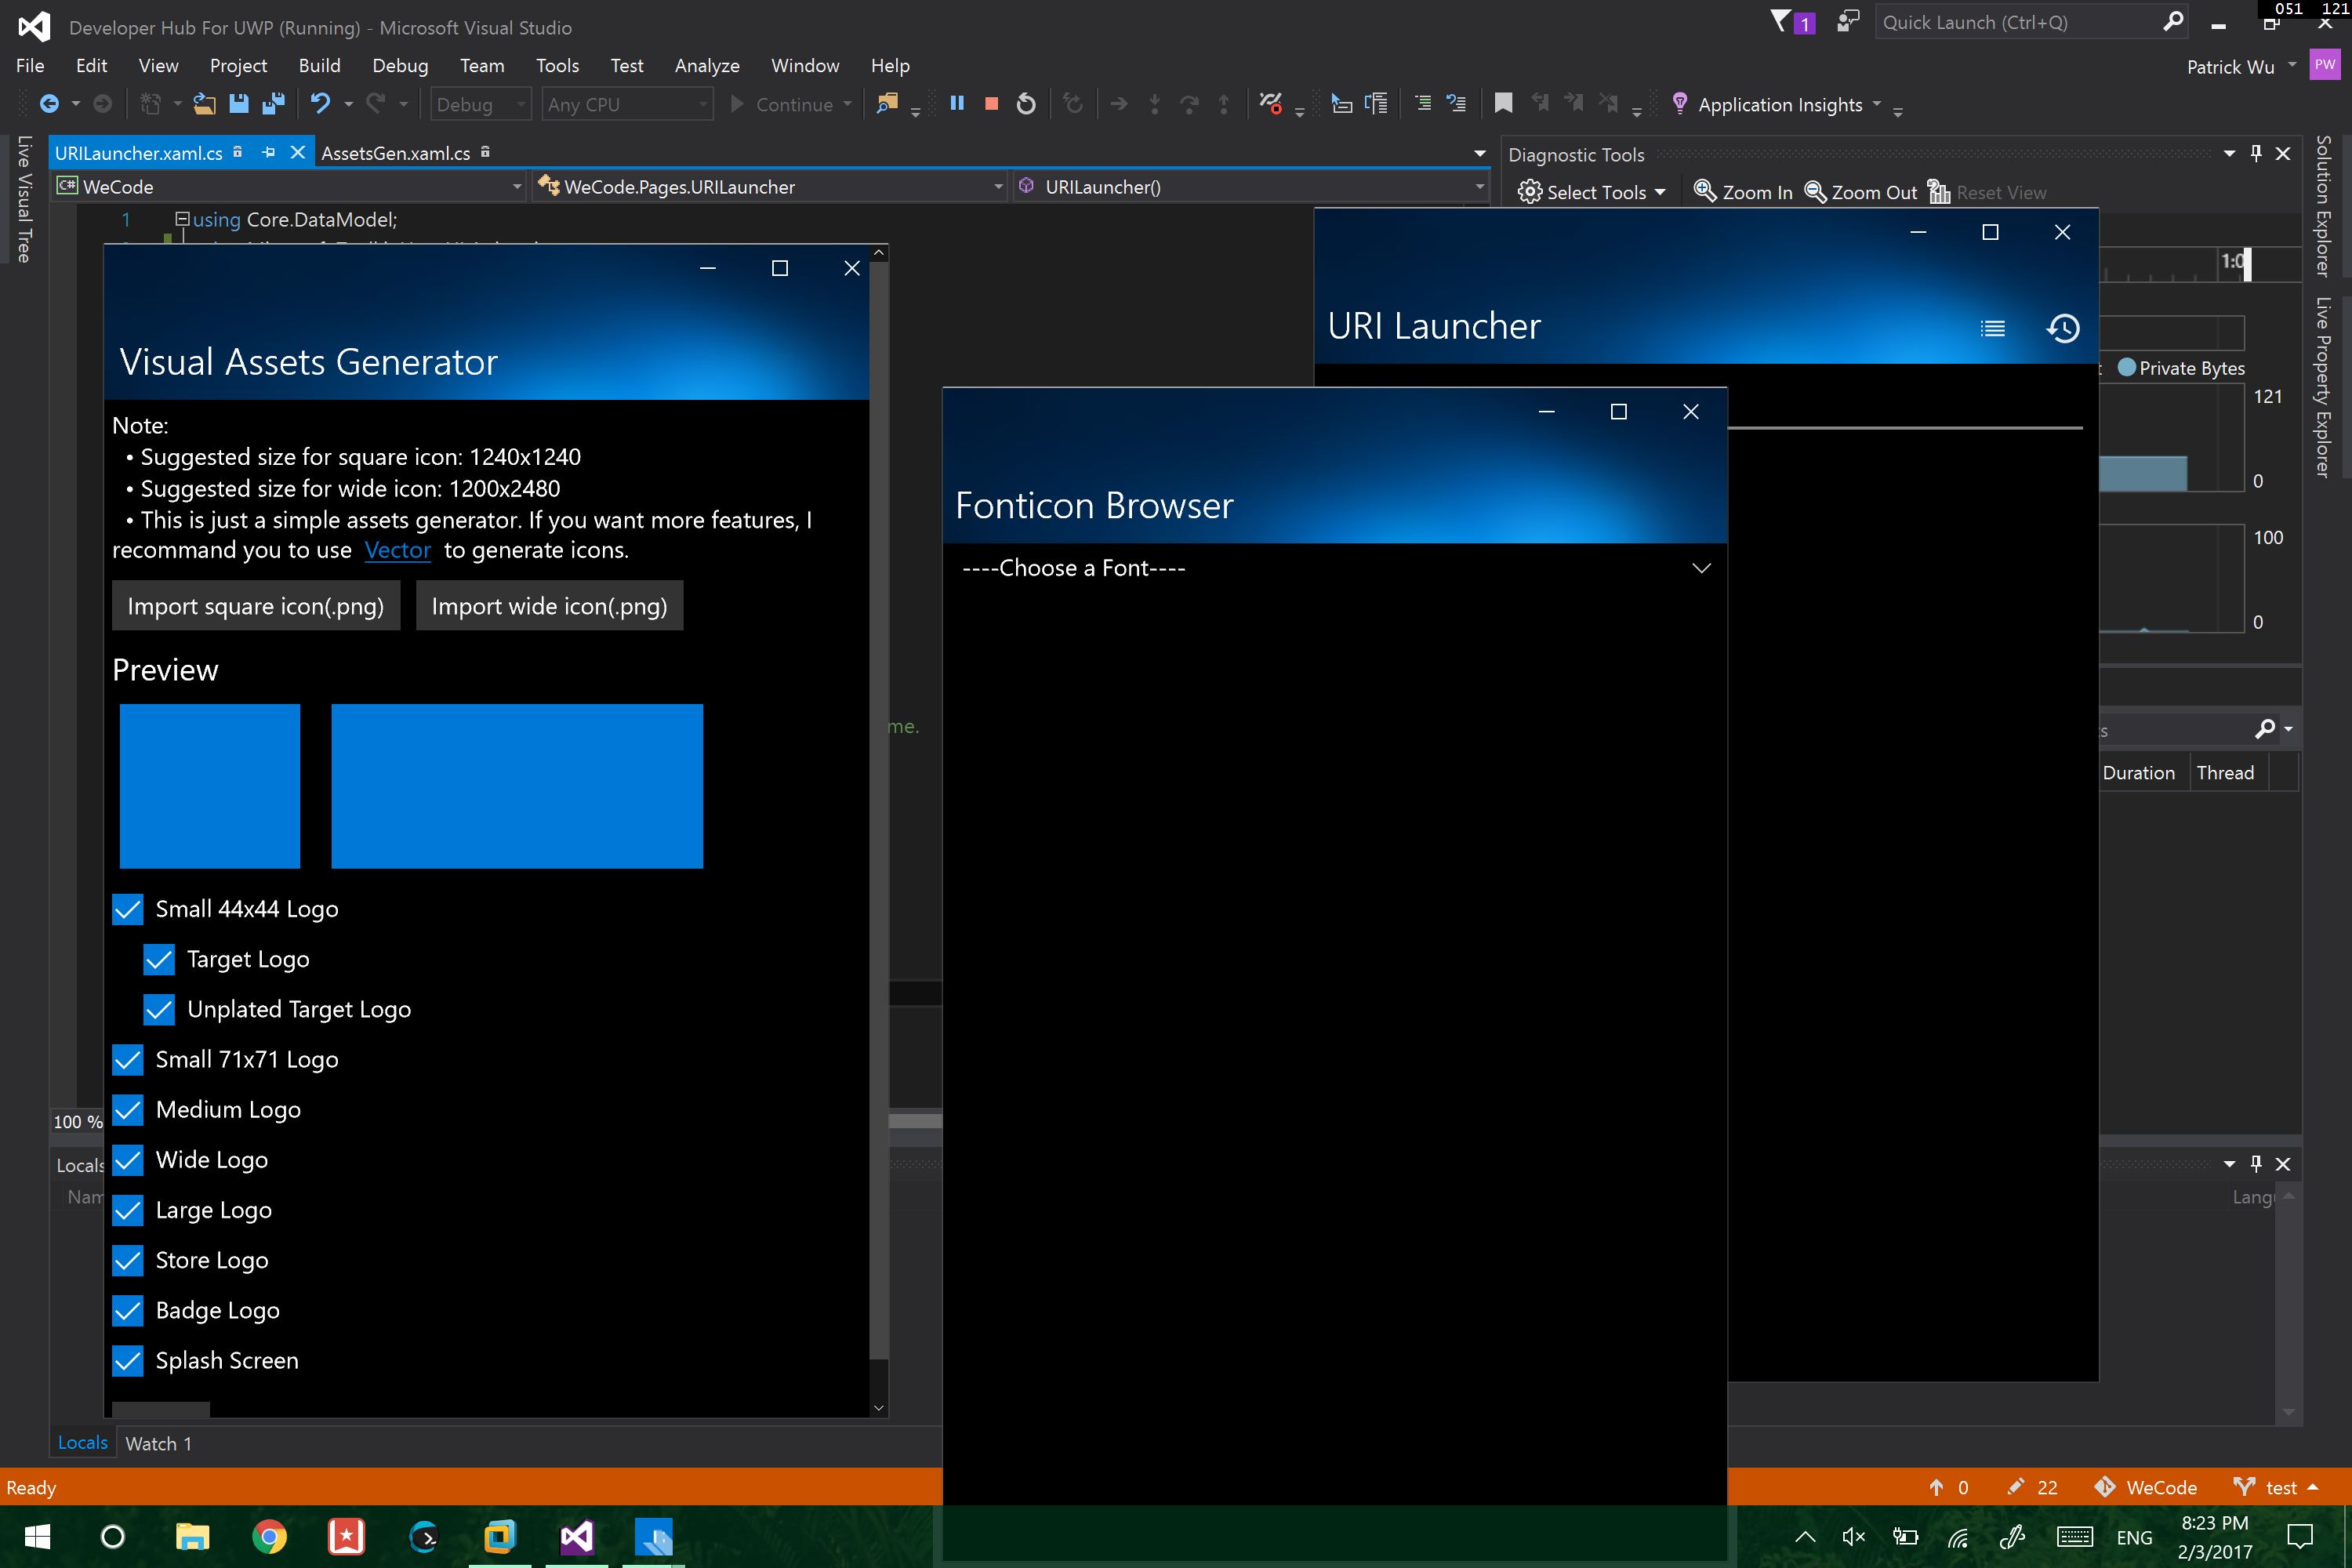 051 121
Developer Hub For UWP (Running) - Microsoft Visual Studio
1
Quick Launch (Ctrl+Q)
File Edit View Project Build Debug Team Tools Test Analyze Window Help
Patrick Wu PW
Debug Any CPU Continue Application Insights
Live Visual Tree
URILauncher.xaml.cs AssetsGen.xaml.cs
WeCode WeCode.Pages.URILauncher URILauncher()
1 using Core.DataModel;
Diagnostic Tools
Select Tools Zoom In Zoom Out Reset View
Solution Explorer
Live Property Explorer
1:0
Private Bytes
121
0
100
0
Duration Thread
Visual Assets Generator
Note:
• Suggested size for square icon: 1240x1240
• Suggested size for wide icon: 1200x2480
• This is just a simple assets generator. If you want more features, I
recommand you to use Vector to generate icons.
Import square icon(.png) Import wide icon(.png)
Preview
Small 44x44 Logo
Target Logo
Unplated Target Logo
Small 71x71 Logo
Medium Logo
Wide Logo
Large Logo
Store Logo
Badge Logo
Splash Screen
me.
URI Launcher
Fonticon Browser
----Choose a Font----
100 %
Locals
Nam
Langu
Locals Watch 1
Ready
0 22 WeCode test
ENG
8:23 PM
2/3/2017